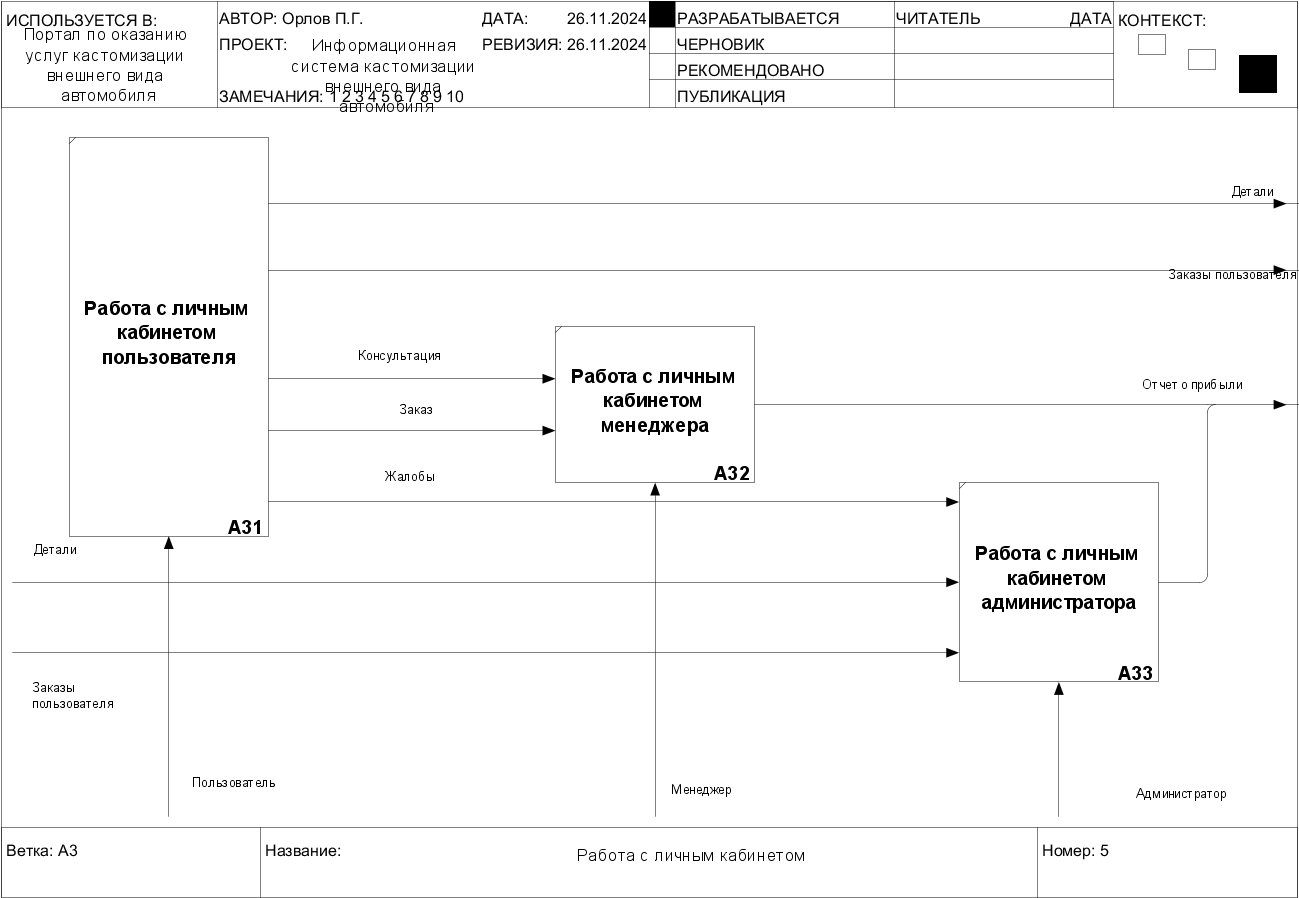 ИСПОЛЬЗУЕТСЯ В:
Портал по оказанию
услуг кастомизации
внешнего вида
автомобиля
АВТОР: Орлов П.Г.
ДАТА: 26.11.2024
ПРОЕКТ:
Информационная
система кастомизации
внешнего вида
автомобиля
РЕВИЗИЯ: 26.11.2024
ЗАМЕЧАНИЯ: 1 2 3 4 5 6 7 8 9 10
РАЗРАБАТЫВАЕТСЯ
ЧЕРНОВИК
РЕКОМЕНДОВАНО
ПУБЛИКАЦИЯ
ЧИТАТЕЛЬ
ДАТА
КОНТЕКСТ:
Детали
Заказы пользователя
Работа с личным
кабинетом
пользователя
A31
Консультация
Заказ
Жалобы
Работа с личным
кабинетом
менеджера
A32
Отчет о прибыли
Детали
Работа с личным
кабинетом
администратора
A33
Заказы
пользователя
Пользователь
Менеджер
Администратор
Ветка: A3
Название:
Работа с личным кабинетом
Номер: 5